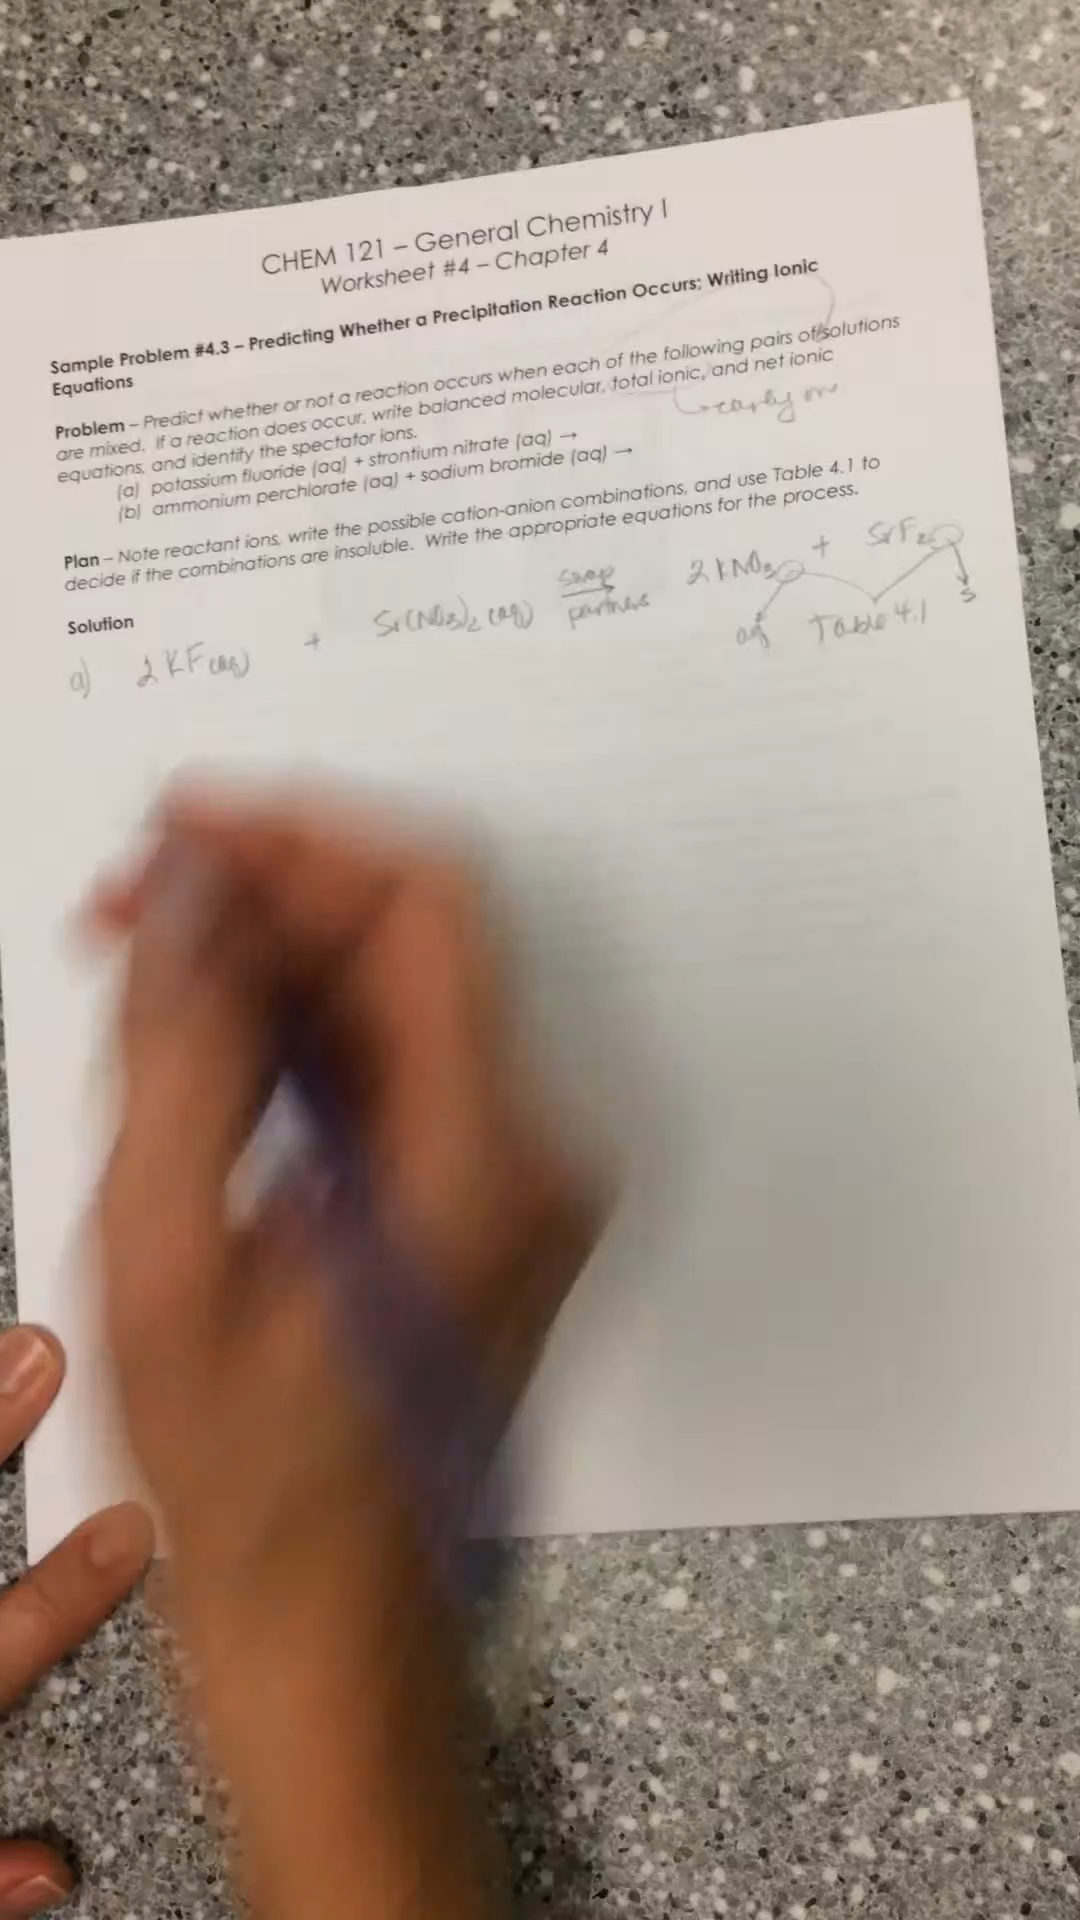 CHEM 121 – General Chemistry I
Worksheet #4 – Chapter 4
Sample Problem #4.3 – Predicting Whether a Precipitation Reaction Occurs; Writing Ionic
Equations
Problem – Predict whether or not a reaction occurs when each of the following pairs of solutions
are mixed. If a reaction does occur, write balanced molecular, total ionic, and net ionic
equations, and identify the spectator ions.
(a) potassium fluoride (aq) + strontium nitrate (aq) →
(b) ammonium perchlorate (aq) + sodium bromide (aq) →
Plan – Note reactant ions, write the possible cation-anion combinations, and use Table 4.1 to
decide if the combinations are insoluble. Write the appropriate equations for the process.
Solution
a) 2 KF (aq) + Sr(NO3)2 (aq) swap partners → 2 KNO3 + SrF2
aq Table 4.1 s